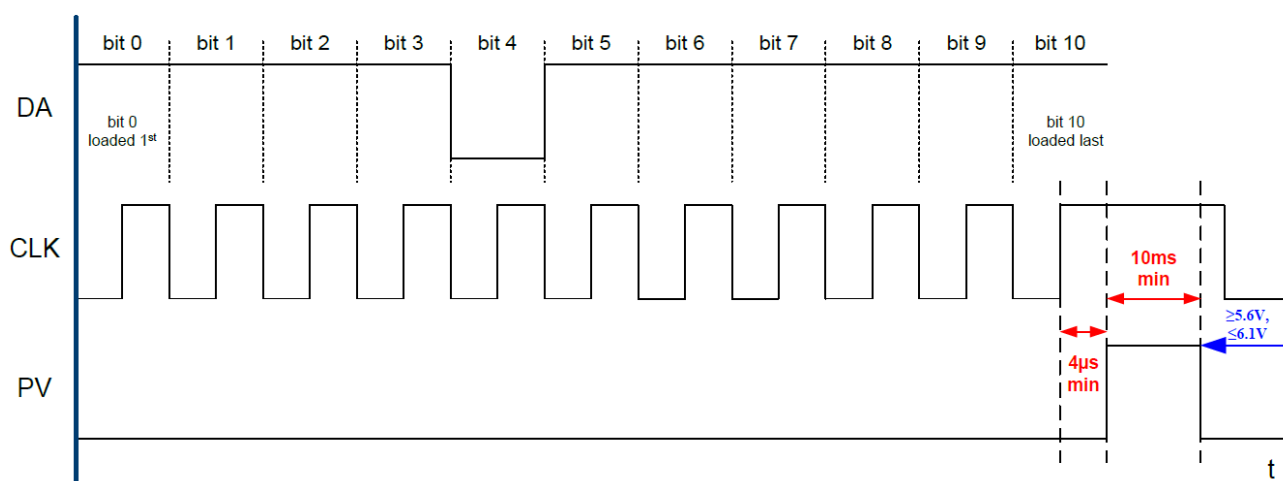 bit 0 bit 1 bit 2 bit 3 bit 4 bit 5 bit 6 bit 7 bit 8 bit 9 bit 10
DA
bit 0
loaded 1st
bit 10
loaded last
CLK
10ms
min
≥5.6V,
≤6.1V
4µs
min
PV
t